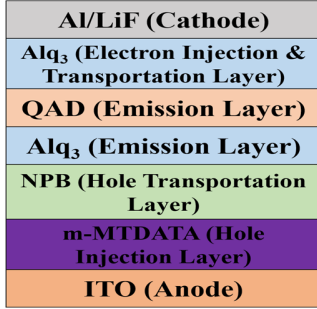 Al/LiF (Cathode)
Alq₃ (Electron Injection &
Transportation Layer)
QAD (Emission Layer)
Alq₃ (Emission Layer)
NPB (Hole Transportation
Layer)
m-MTDATA (Hole
Injection Layer)
ITO (Anode)